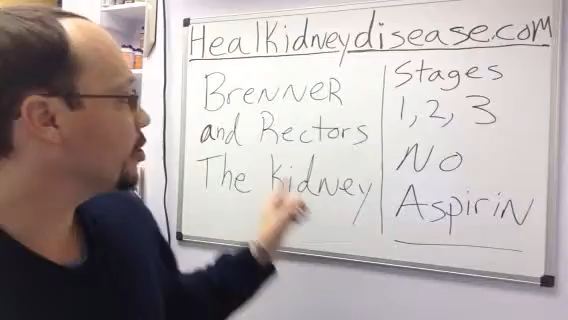 HealKidneydisease.com
BrenneR
and Rectors
The Kidney
Stages
1, 2, 3
No
AspiriN